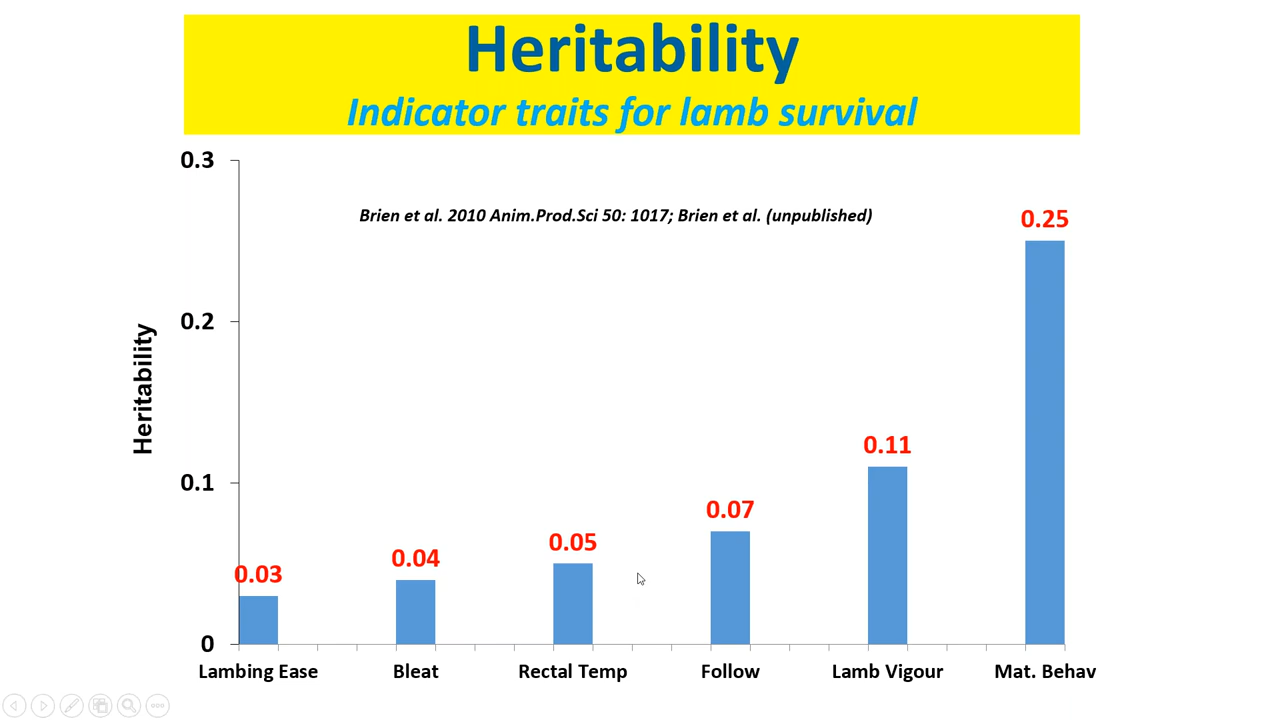 Heritability
Indicator traits for lamb survival
0.3
Brien et al. 2010 Anim.Prod.Sci 50: 1017; Brien et al. (unpublished)
0.25
0.2
Heritability
0.11
0.1
0.07
0.05
0.04
0.03
0
Lambing Ease Bleat Rectal Temp Follow Lamb Vigour Mat. Behav